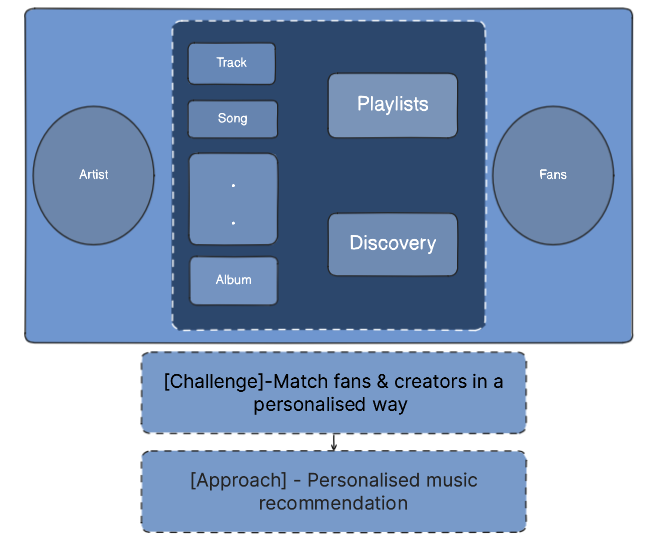 Track
Song
.
.
Album
Playlists
Discovery
Artist
Fans
[Challenge]-Match fans & creators in a
personalised way
[Approach] - Personalised music
recommendation